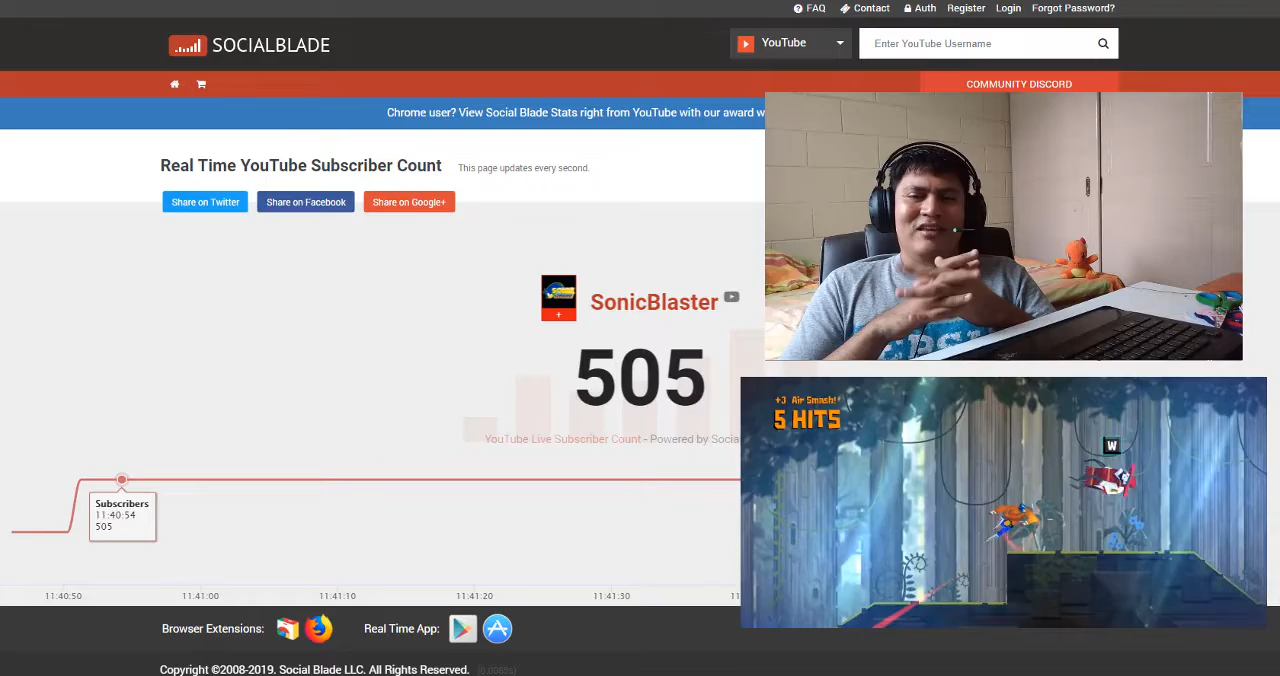 FAQ Contact Auth Register Login Forgot Password?
SOCIALBLADE
YouTube
Enter YouTube Username
COMMUNITY DISCORD
Chrome user? View Social Blade Stats right from YouTube with our award w
Real Time YouTube Subscriber Count This page updates every second.
Share on Twitter Share on Facebook Share on Google+
SonicBlaster
505
YouTube Live Subscriber Count - Powered by Socia
Subscribers
11:40:54
505
11:40:50 11:41:00 11:41:10 11:41:20 11:41:30
+3 Air Smash!
5 HITS
W
Browser Extensions: Real Time App:
Copyright ©2008-2019. Social Blade LLC. All Rights Reserved.